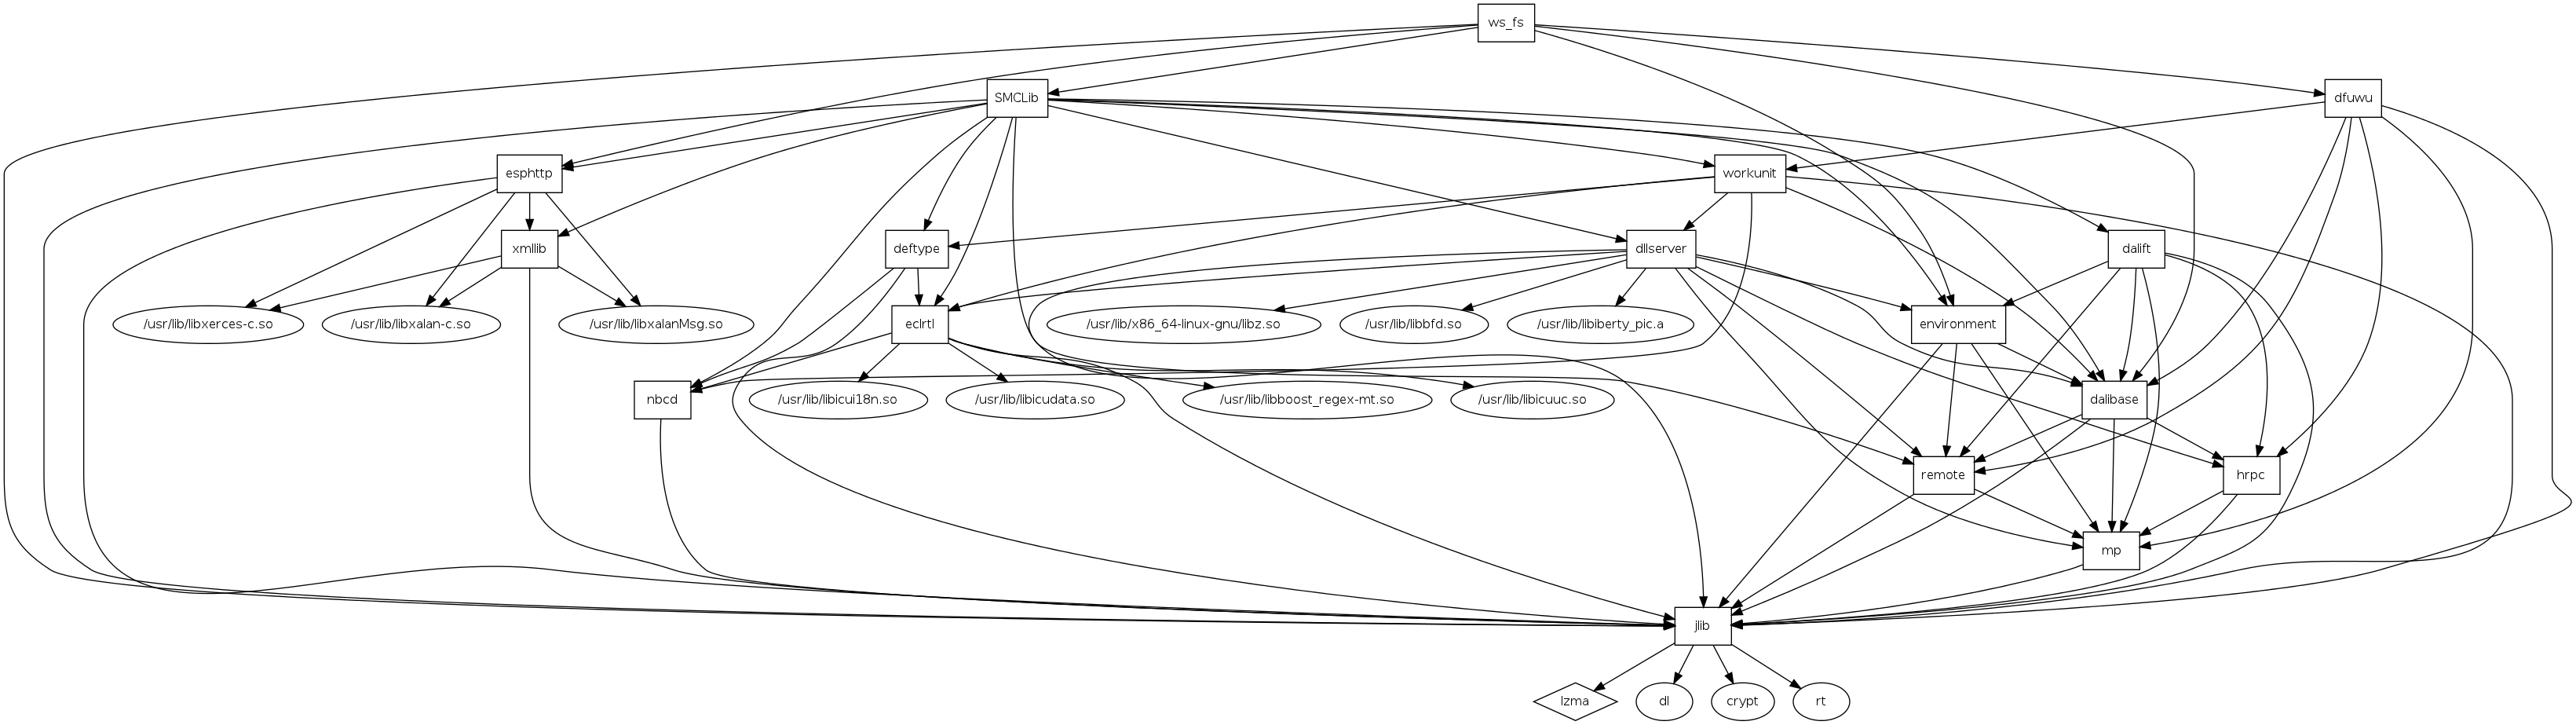 ws_fs
SMCLib
dfuwu
esphttp
workunit
xmllib
deftype
dllserver
dalift
/usr/lib/libxerces-c.so
/usr/lib/libxalan-c.so
/usr/lib/libxalanMsg.so
eclrtl
/usr/lib/x86_64-linux-gnu/libz.so
/usr/lib/libbfd.so
/usr/lib/libiberty_pic.a
environment
nbcd
/usr/lib/libicui18n.so
/usr/lib/libicudata.so
/usr/lib/libboost_regex-mt.so
/usr/lib/libicuuc.so
dalibase
remote
hrpc
mp
jlib
lzma
dl
crypt
rt